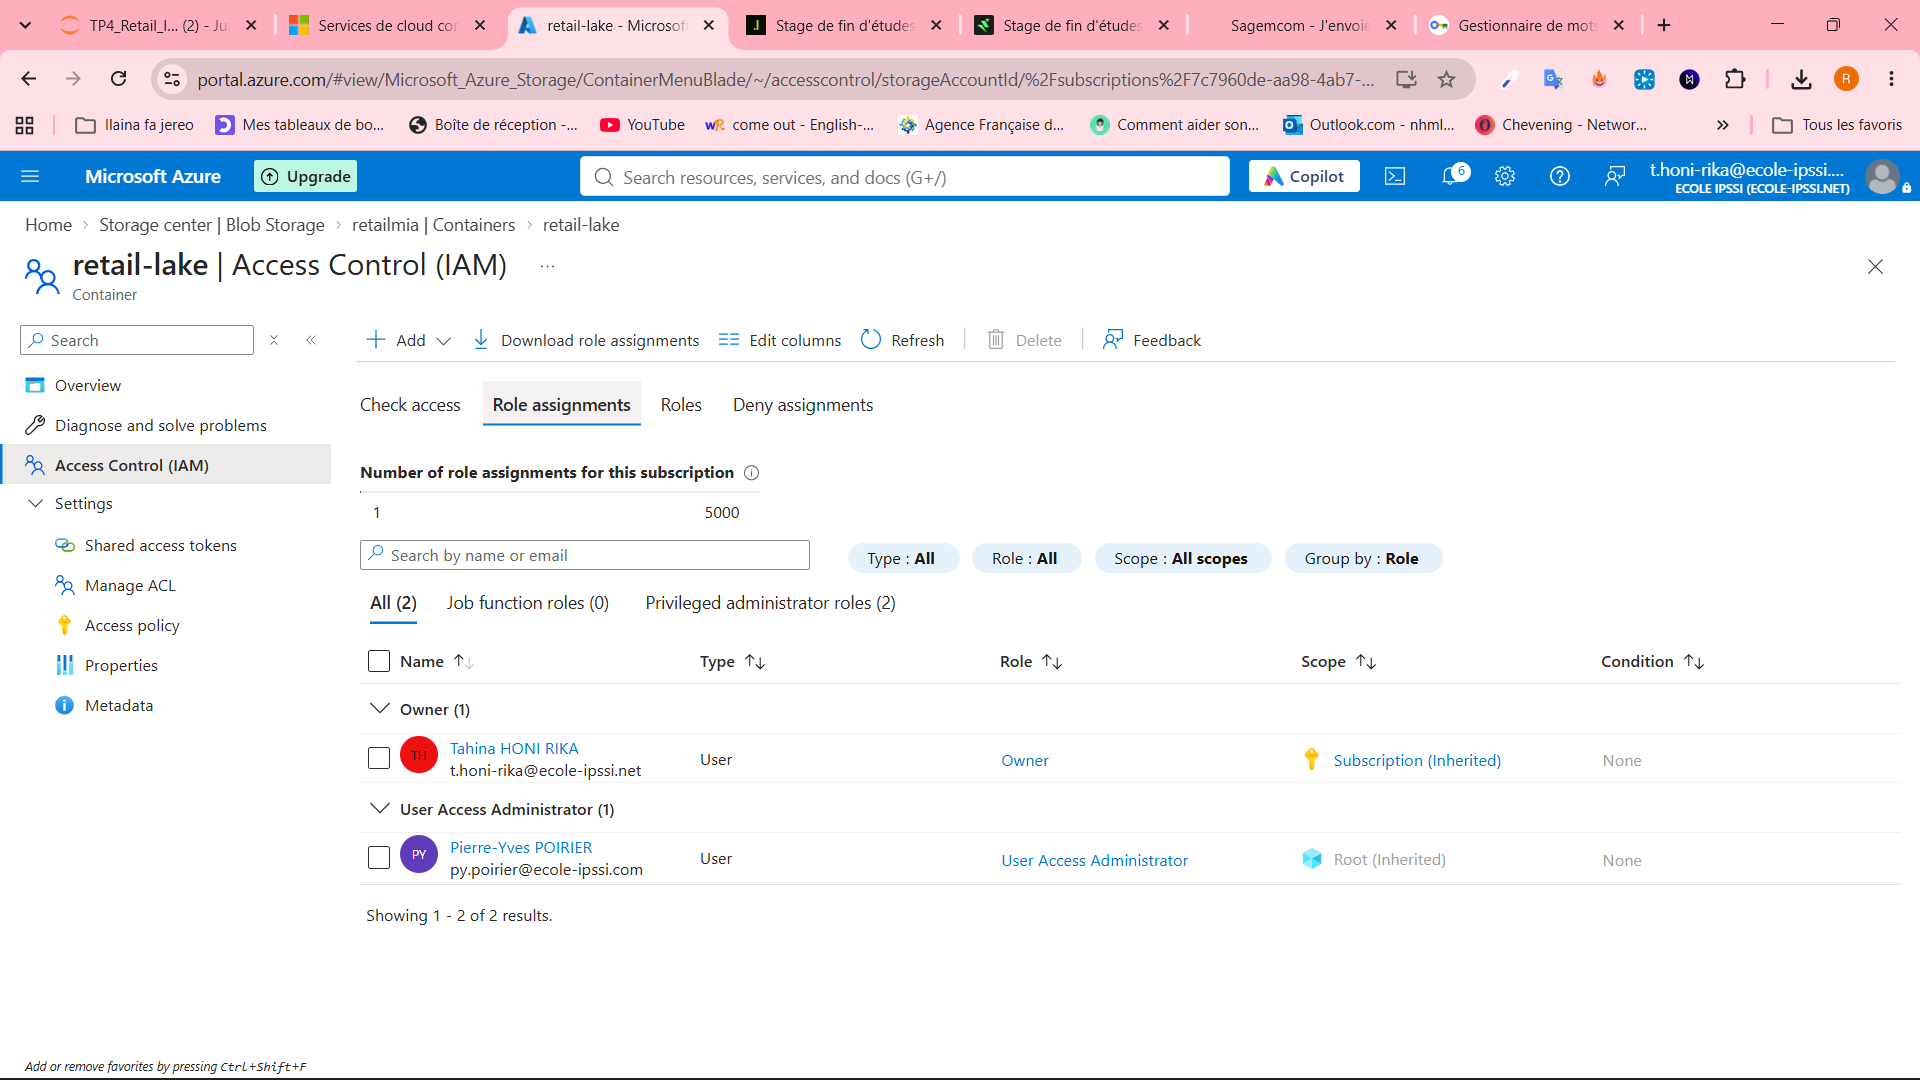 TP4_Retail_I... (2) - Ju
Services de cloud cor
retail-lake - Microsof
Stage de fin d'études
Stage de fin d'études
Sagemcom - J'envoie
Gestionnaire de mots
portal.azure.com/#view/Microsoft_Azure_Storage/ContainerMenuBlade/~/accesscontrol/storageAccountId/%2Fsubscriptions%2F7c7960de-aa98-4ab7-...
R
Ilaina fa jereo
Mes tableaux de bo...
Boîte de réception -...
YouTube
come out - English-...
Agence Française d...
Comment aider son...
Outlook.com - nhml...
Chevening - Networ...
»
Tous les favoris
Microsoft Azure
Upgrade
Search resources, services, and docs (G+/)
Copilot
6
t.honi-rika@ecole-ipssi....
ECOLE IPSSI (ECOLE-IPSSI.NET)
Home
Storage center | Blob Storage
retailmia | Containers
retail-lake
retail-lake | Access Control (IAM)
...
Container
Search
Add
Download role assignments
Edit columns
Refresh
Delete
Feedback
Overview
Diagnose and solve problems
Access Control (IAM)
Settings
Shared access tokens
Manage ACL
Access policy
Properties
Metadata
Check access
Role assignments
Roles
Deny assignments
Number of role assignments for this subscription
1
5000
Search by name or email
Type : All
Role : All
Scope : All scopes
Group by : Role
All (2)
Job function roles (0)
Privileged administrator roles (2)
Name
Type
Role
Scope
Condition
Owner (1)
TH
Tahina HONI RIKA
t.honi-rika@ecole-ipssi.net
User
Owner
Subscription (Inherited)
None
User Access Administrator (1)
PY
Pierre-Yves POIRIER
py.poirier@ecole-ipssi.com
User
User Access Administrator
Root (Inherited)
None
Showing 1 - 2 of 2 results.
Add or remove favorites by pressing Ctrl+Shift+F